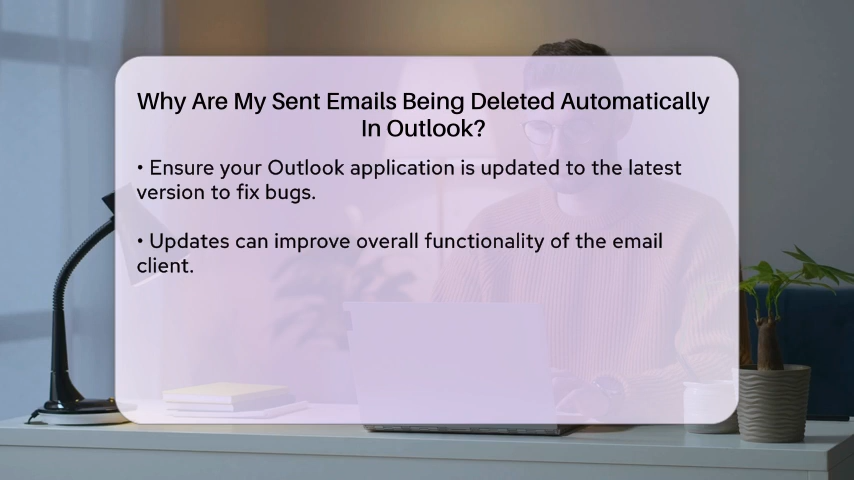 Why Are My Sent Emails Being Deleted Automatically
In Outlook?
• Ensure your Outlook application is updated to the latest
version to fix bugs.
• Updates can improve overall functionality of the email
client.